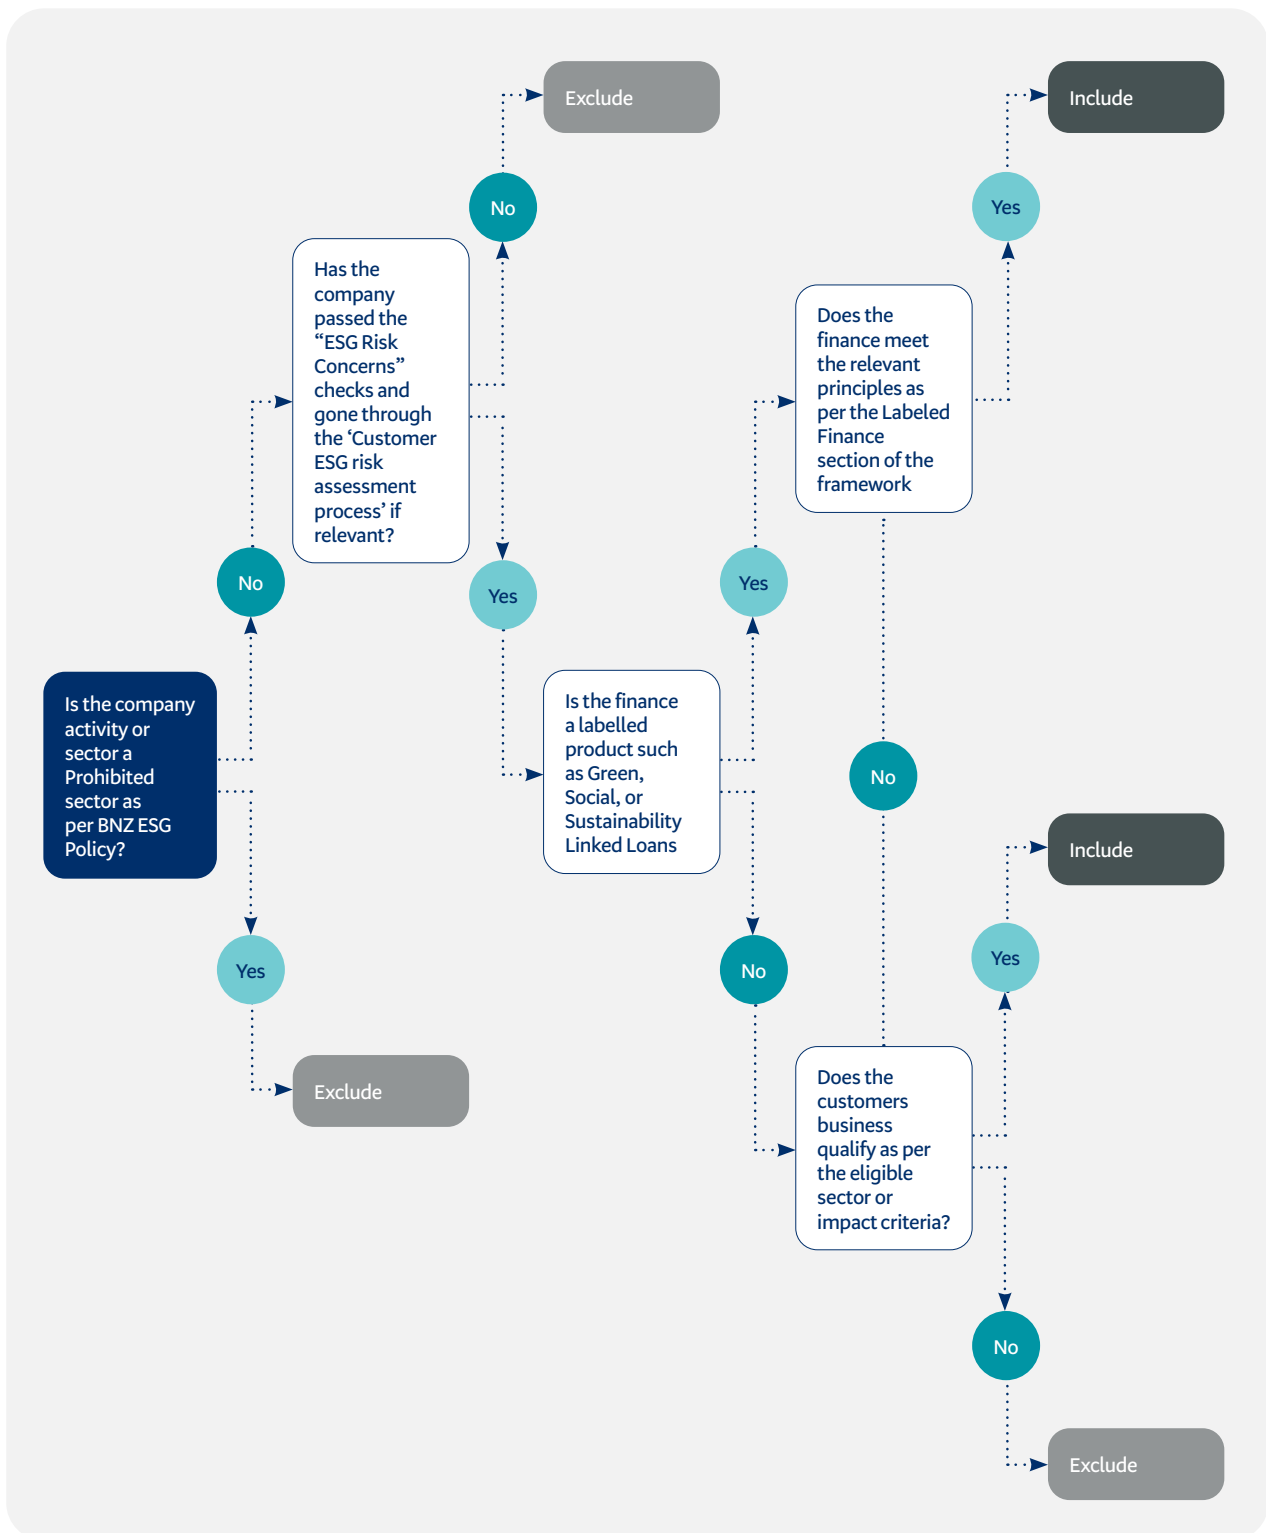 Is the company
activity or
sector a
Prohibited
sector as
per BNZ ESG
Policy?
No
Yes
Exclude
Has the
company
passed the
“ESG Risk
Concerns”
checks and
gone through
the ‘Customer
ESG risk
assessment
process’ if
relevant?
No
Exclude
Yes
Is the finance
a labelled
product such
as Green,
Social, or
Sustainability
Linked Loans
Yes
No
Does the
finance meet
the relevant
principles as
per the Labeled
Finance
section of the
framework
Yes
Include
No
Does the
customers
business
qualify as per
the eligible
sector or
impact criteria?
Yes
Include
No
Exclude